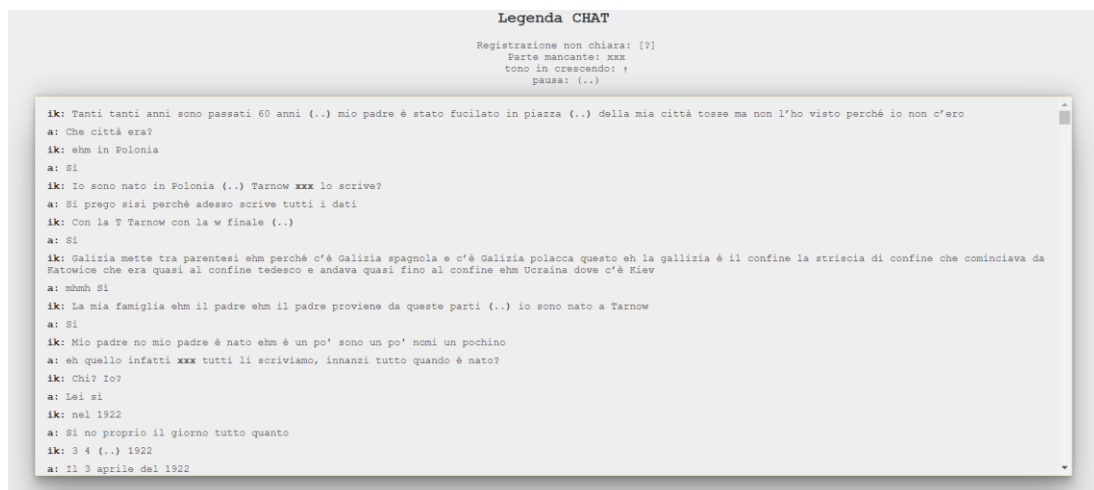 Legenda CHAT
Registrazione non chiara: [?]
Parte mancante: xxx
tono in crescendo: ↑
pausa: (..)
ik: Tanti tanti anni sono passati 60 anni (..) mio padre è stato fucilato in piazza (..) della mia città tosse ma non l'ho visto perché io non c'ero
a: Che città era?
ik: ehm in Polonia
a: Si
ik: Io sono nato in Polonia (..) Tarnow xxx lo scrive?
a: Si prego sisi perché adesso scrive tutti i dati
ik: Con la T Tarnow con la w finale (..)
a: Si
ik: Galizia mette tra parentesi ehm perché c'è Galizia spagnola e c'è Galizia polacca questo eh la gallizia è il confine la striscia di confine che cominciava da
Katowice che era quasi al confine tedesco e andava quasi fino al confine ehm Ucraina dove c'è Kiev
a: mhmh Si
ik: La mia famiglia ehm il padre ehm il padre proviene da queste parti (..) io sono nato a Tarnow
a: Si
ik: Mio padre no mio padre è nato ehm è un po' sono un po' nomi un pochino
a: eh quello infatti xxx tutti li scriviamo, innanzi tutto quando è nato?
ik: Chi? Io?
a: Lei si
ik: nel 1922
a: Si no proprio il giorno tutto quanto
ik: 3 4 (..) 1922
a: Il 3 aprile del 1922